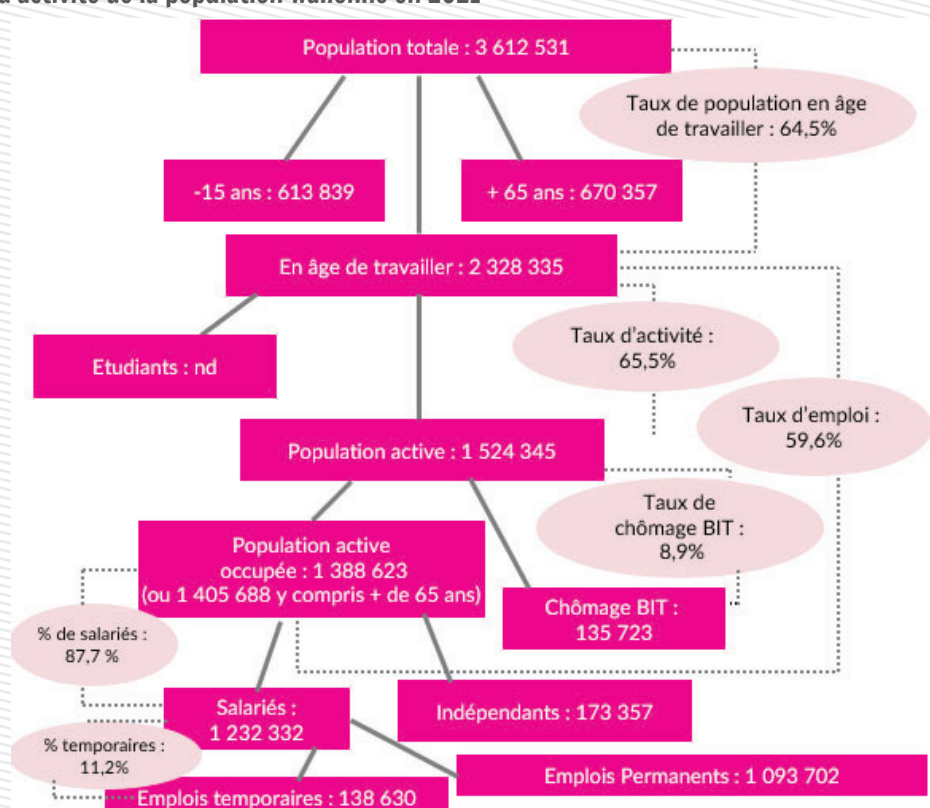 Population totale : 3 612 531
Taux de population en âge
de travailler : 64,5%
-15 ans : 613 839
+ 65 ans : 670 357
En âge de travailler : 2 328 335
Taux d'activité :
65,5%
Etudiants : nd
Taux d'emploi :
59,6%
Population active : 1 524 345
Taux de
chômage BIT :
8,9%
Population active
occupée : 1 388 623
(ou 1 405 688 y compris + de 65 ans)
Chômage BIT :
135 723
% de salariés :
87,7 %
Salariés :
1 232 332
Indépendants : 173 357
% temporaires :
11,2%
Emplois Permanents : 1 093 702
Emplois temporaires : 138 630